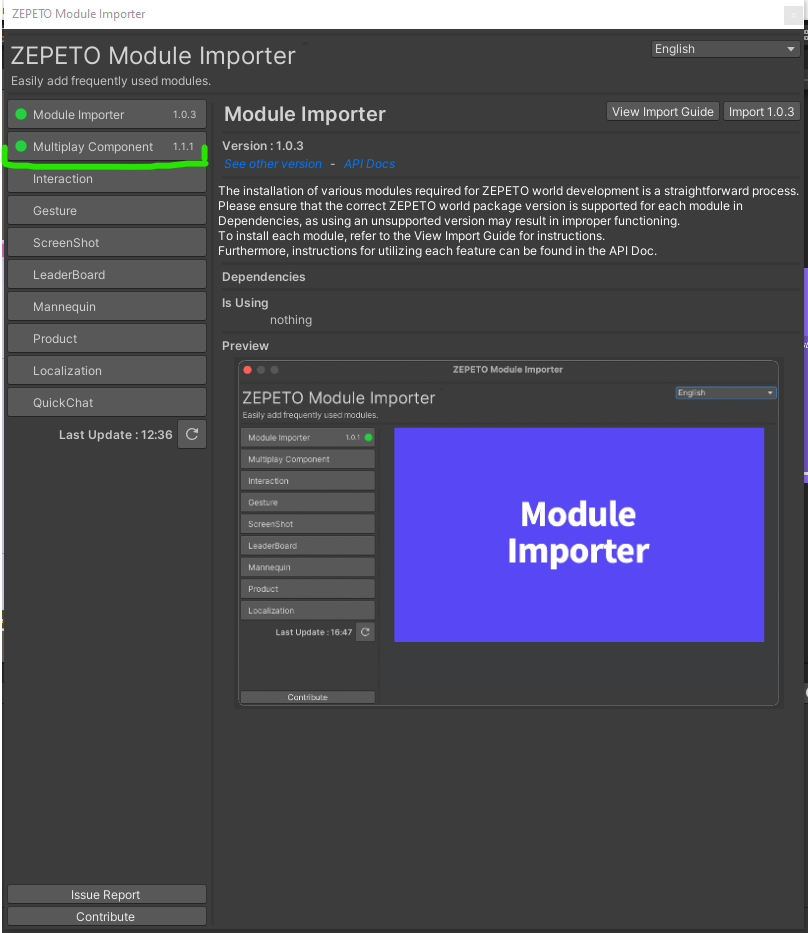 ZEPETO Module Importer
ZEPETO Module Importer
English
Easily add frequently used modules.
Module Importer 1.0.3
Multiplay Component 1.1.1
Interaction
Gesture
ScreenShot
LeaderBoard
Mannequin
Product
Localization
QuickChat
Last Update : 12:36
Issue Report
Contribute
Module Importer
View Import Guide
Import 1.0.3
Version : 1.0.3
See other version - API Docs
The installation of various modules required for ZEPETO world development is a straightforward process.
Please ensure that the correct ZEPETO world package version is supported for each module in
Dependencies, as using an unsupported version may result in improper functioning.
To install each module, refer to the View Import Guide for instructions.
Furthermore, instructions for utilizing each feature can be found in the API Doc.
Dependencies
Is Using
nothing
Preview
ZEPETO Module Importer
ZEPETO Module Importer
English
Easily add frequently used modules.
Module Importer 1.0.1
Multiplay Component
Interaction
Gesture
ScreenShot
LeaderBoard
Mannequin
Product
Localization
Last Update : 16:47
Contribute
Module
Importer